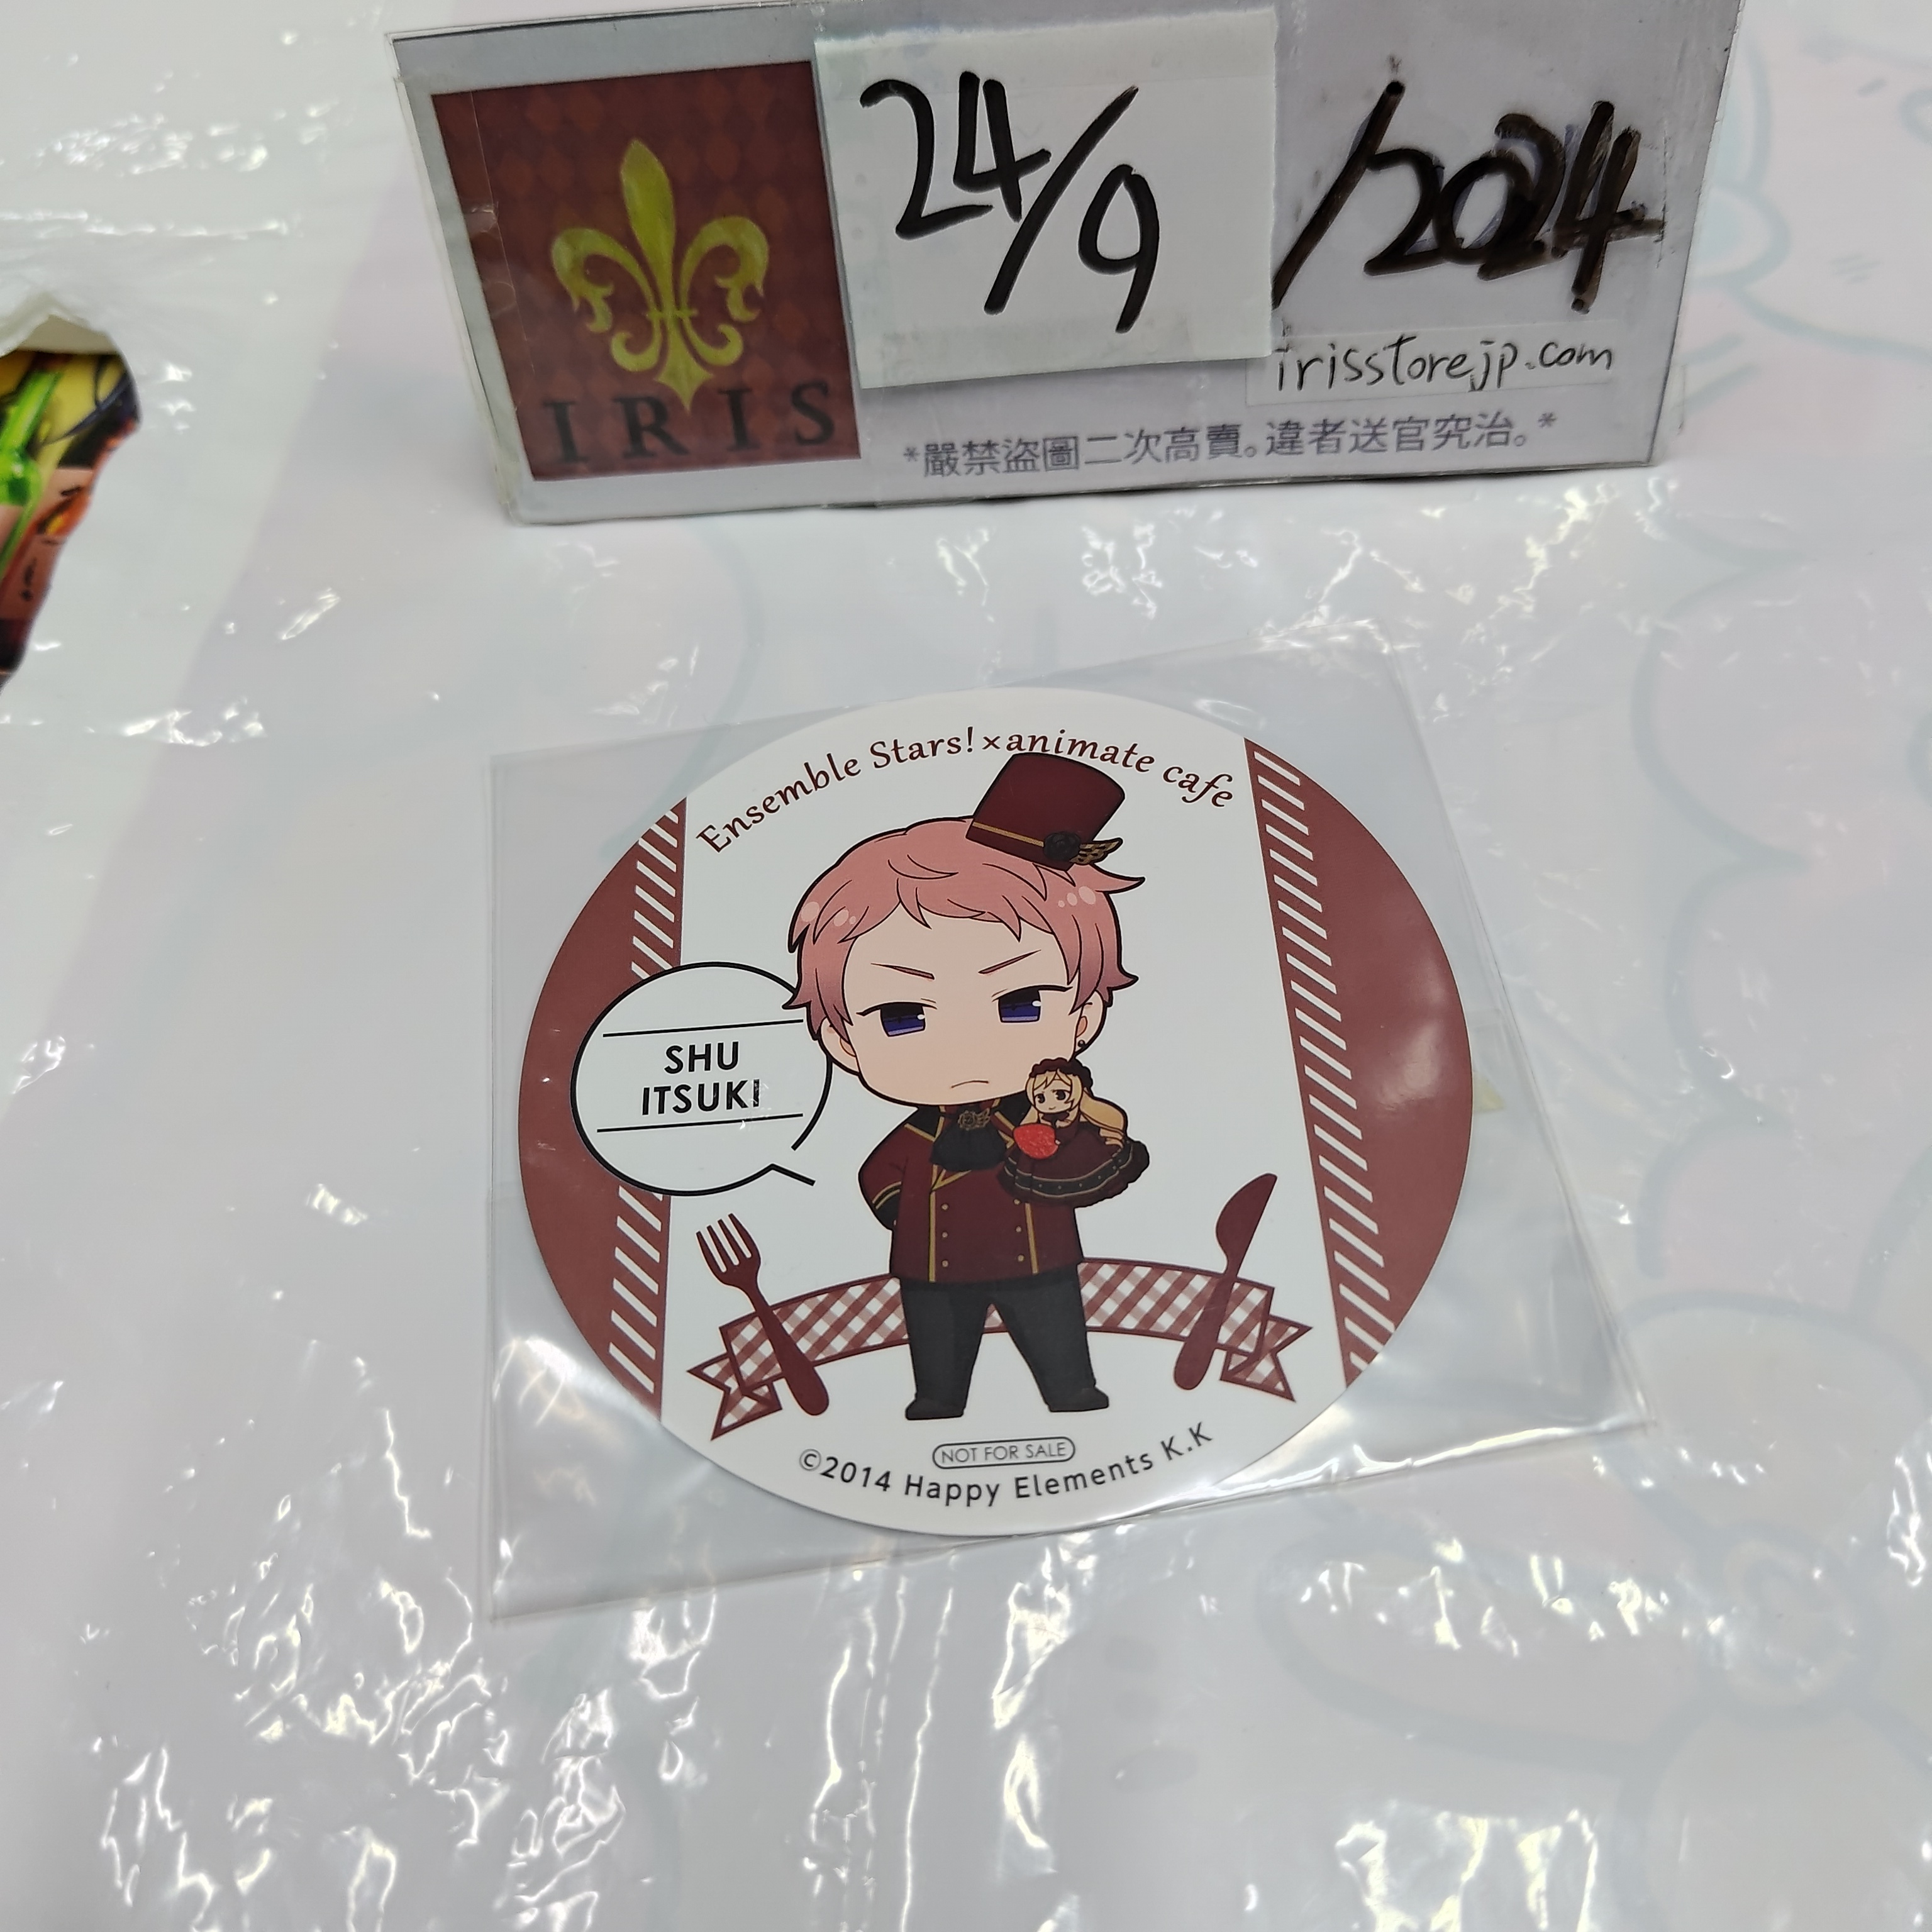 24/9 /2024
irisstorejp.com
IRIS
*嚴禁盜圖二次高賣。違者送官究治。*
Ensemble Stars!×animate cafe
SHU
ITSUKI
NOT FOR SALE
©2014 Happy Elements K.K